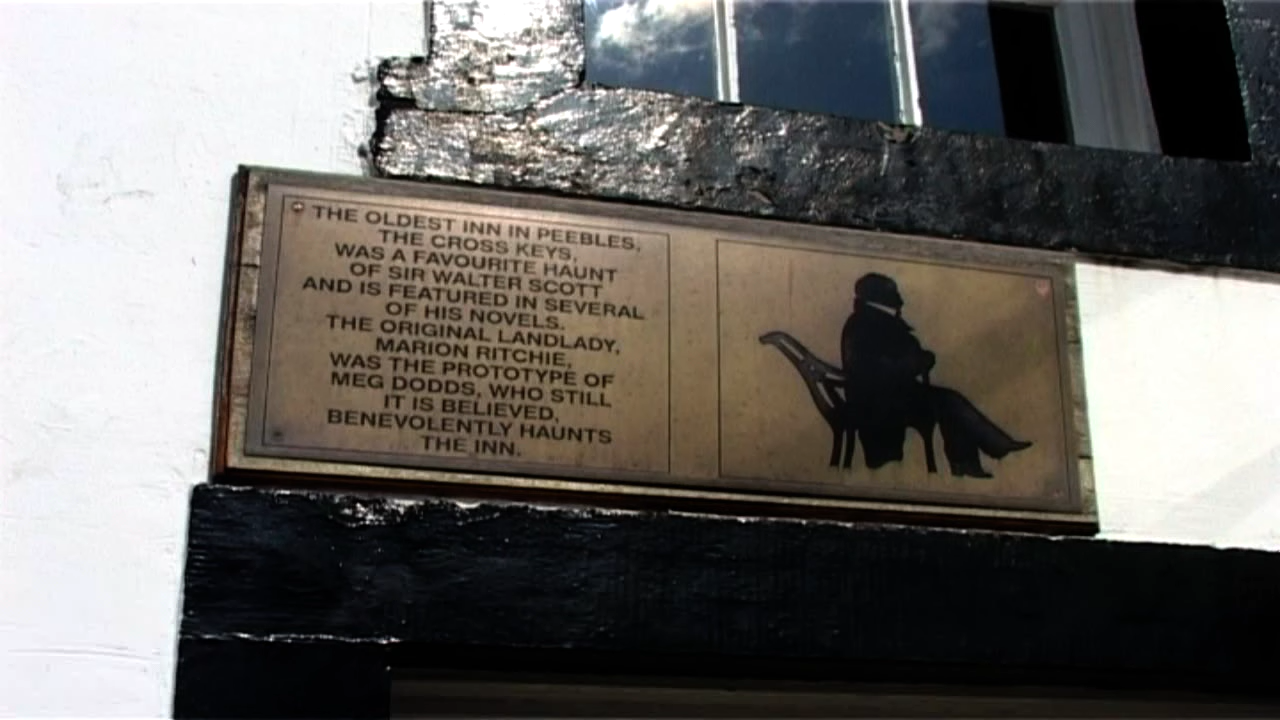 THE OLDEST INN IN PEEBLES,
THE CROSS KEYS,
WAS A FAVOURITE HAUNT
OF SIR WALTER SCOTT
AND IS FEATURED IN SEVERAL
OF HIS NOVELS.
THE ORIGINAL LANDLADY,
MARION RITCHIE,
WAS THE PROTOTYPE OF
MEG DODDS, WHO STILL
IT IS BELIEVED,
BENEVOLENTLY HAUNTS
THE INN.